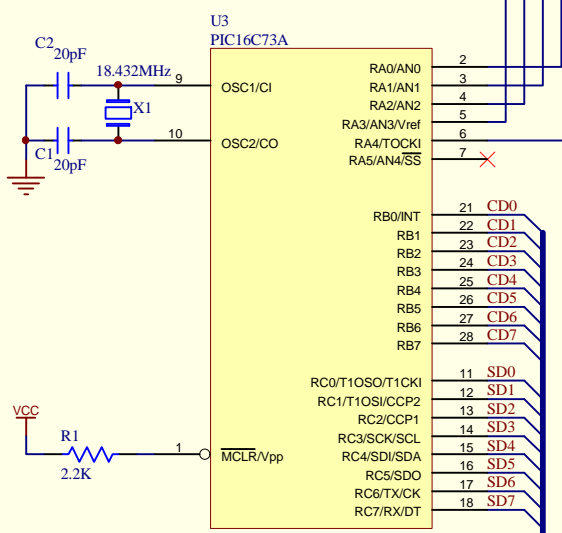 U3
PIC16C73A
C2
20pF
18.432MHz
X1
C1
20pF
9 OSC1/CI
10 OSC2/CO
RA0/AN0 2
RA1/AN1 3
RA2/AN2 4
RA3/AN3/Vref 5
RA4/TOCKI 6
RA5/AN4/SS 7
RB0/INT 21 CD0
RB1 22 CD1
RB2 23 CD2
RB3 24 CD3
RB4 25 CD4
RB5 26 CD5
RB6 27 CD6
RB7 28 CD7
RC0/T1OSO/T1CKI 11 SD0
RC1/T1OSI/CCP2 12 SD1
RC2/CCP1 13 SD2
RC3/SCK/SCL 14 SD3
RC4/SDI/SDA 15 SD4
RC5/SDO 16 SD5
RC6/TX/CK 17 SD6
RC7/RX/DT 18 SD7
VCC
R1
2.2K
1 MCLR/Vpp